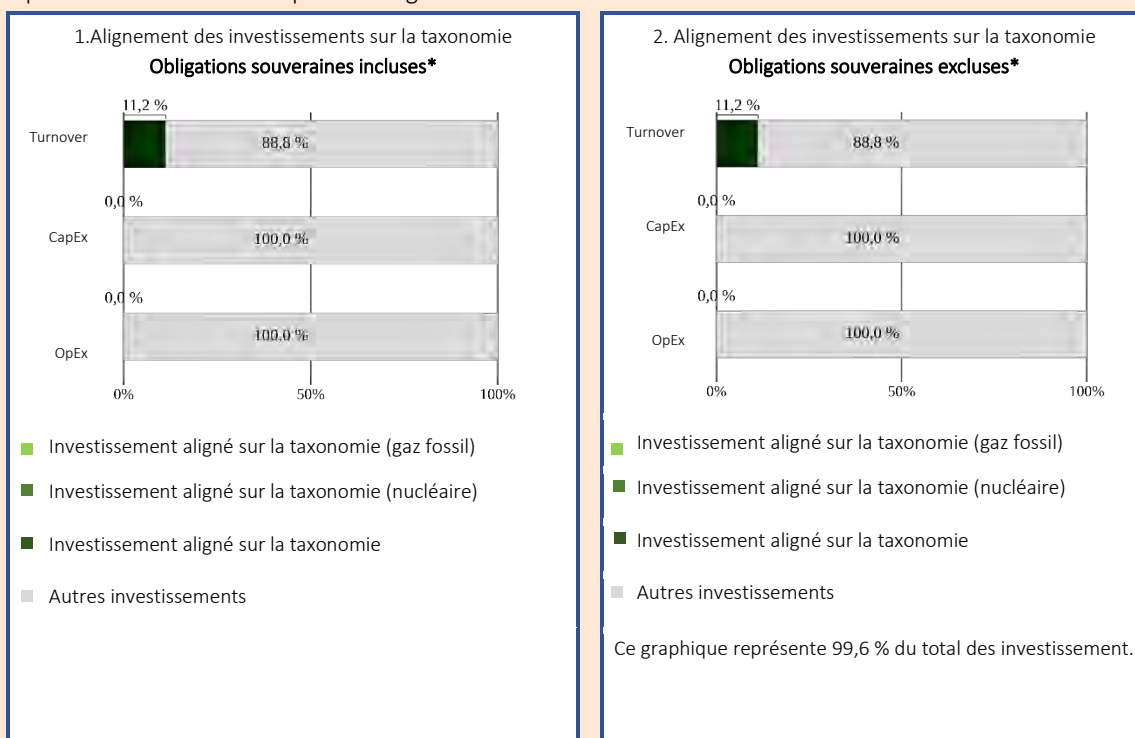 1.Alignement des investissements sur la taxonomie
Obligations souveraines incluses*
11,2 %
Turnover
88,8 %
0,0 %
CapEx
100,0 %
0,0 %
OpEx
100,0 %
0%
50%
100%
Investissement aligné sur la taxonomie (gaz fossil)
Investissement aligné sur la taxonomie (nucléaire)
Investissement aligné sur la taxonomie
Autres investissements
2. Alignement des investissements sur la taxonomie
Obligations souveraines exclues*
11,2 %
Turnover
88,8 %
0,0 %
CapEx
100,0 %
0,0 %
OpEx
100,0 %
0%
50%
100%
Investissement aligné sur la taxonomie (gaz fossil)
Investissement aligné sur la taxonomie (nucléaire)
Investissement aligné sur la taxonomie
Autres investissements
Ce graphique représente 99,6 % du total des investissement.